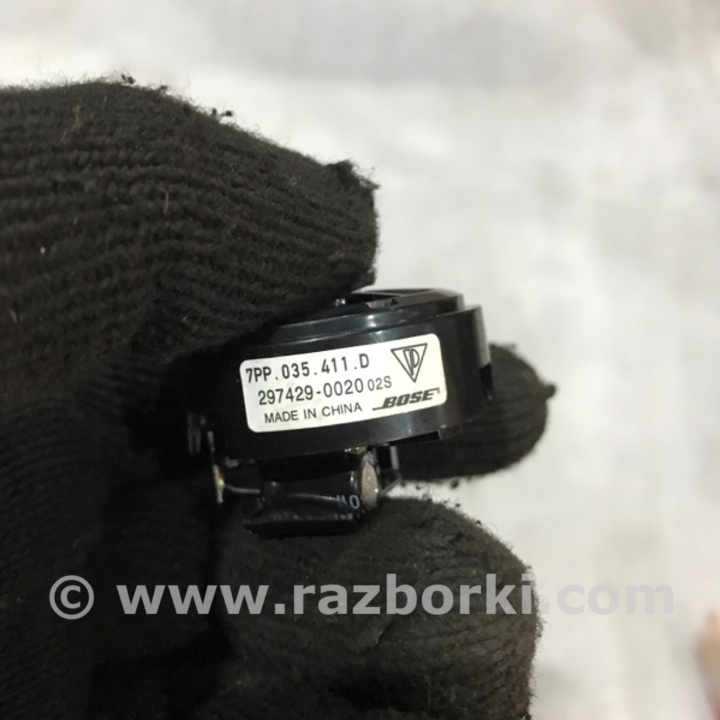 7PP.035.411.D
297429-0020 02S
MADE IN CHINA BOSE
© www.razborki.com